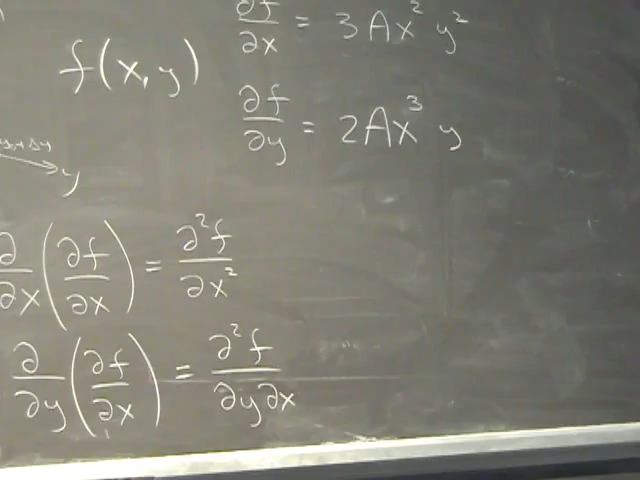 ∂f/∂x = 3Ax²y²
f(x,y)
∂f/∂y = 2Ax³y
y
∂/∂x(∂f/∂x) = ∂²f/∂x²
∂/∂y(∂f/∂x) = ∂²f/∂y∂x